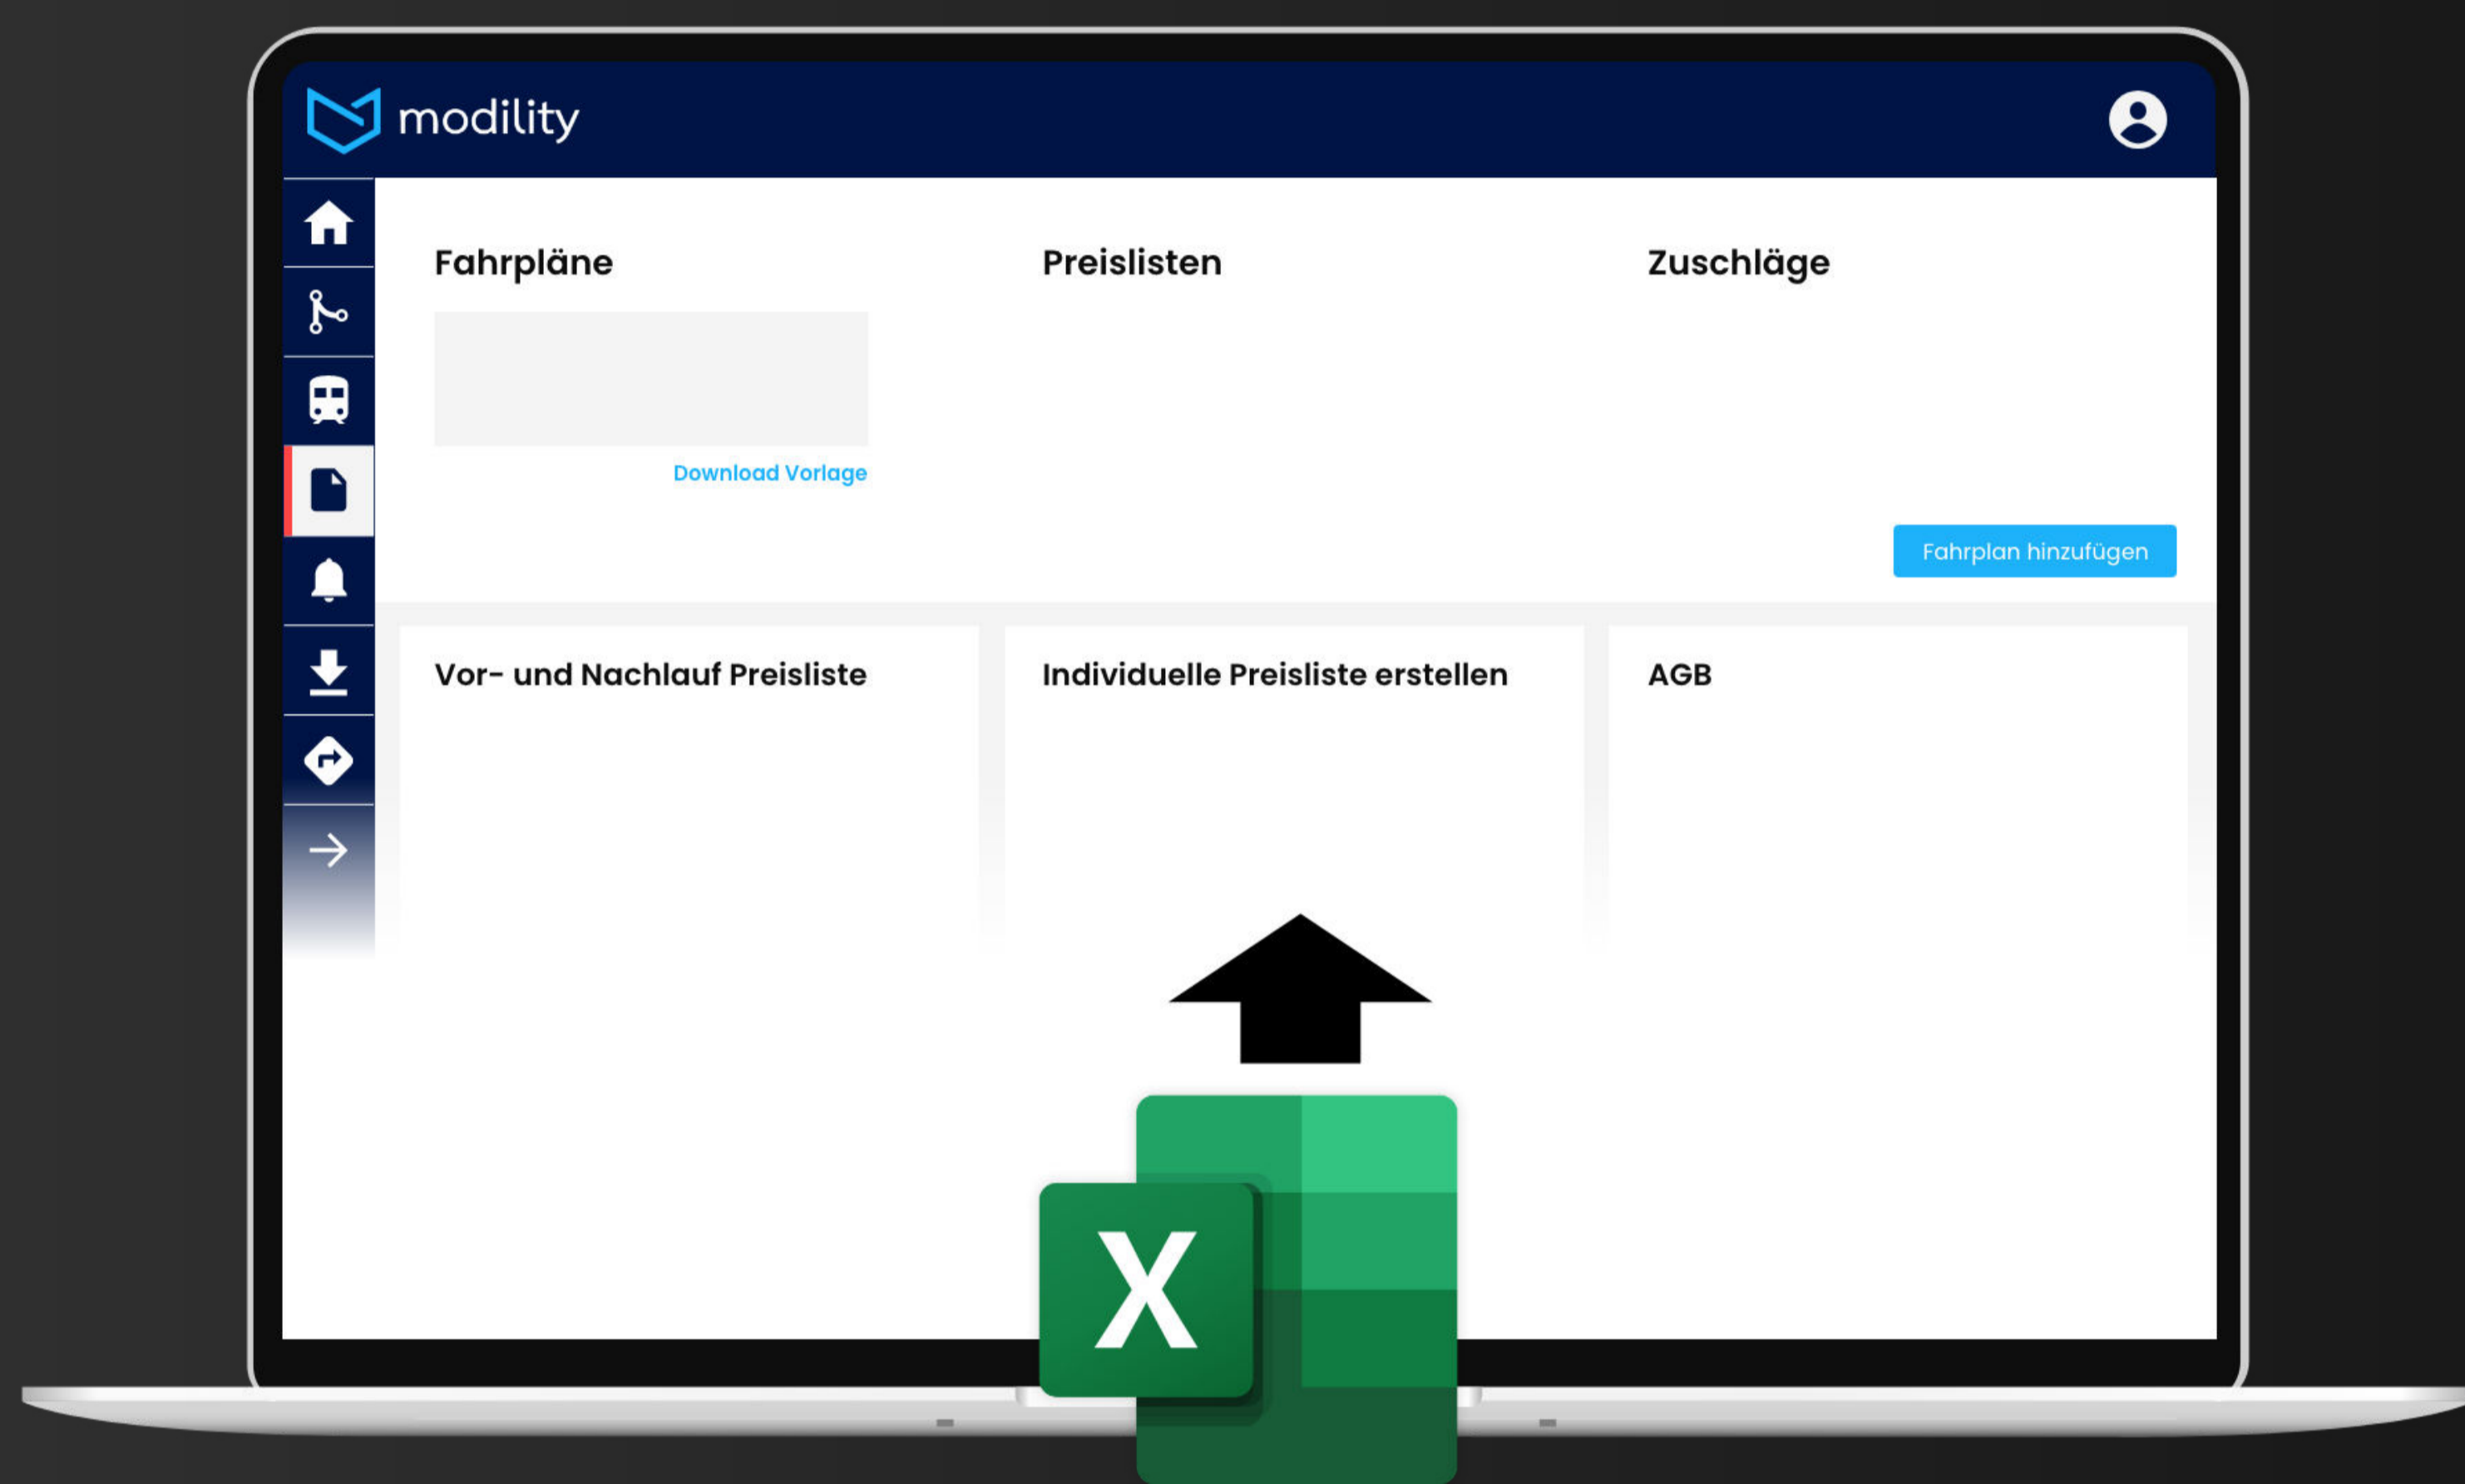 modility
Fahrpläne
Preislisten
Zuschläge
Download Vorlage
Fahrplan hinzufügen
Vor- und Nachlauf Preisliste
Individuelle Preisliste erstellen
AGB
X